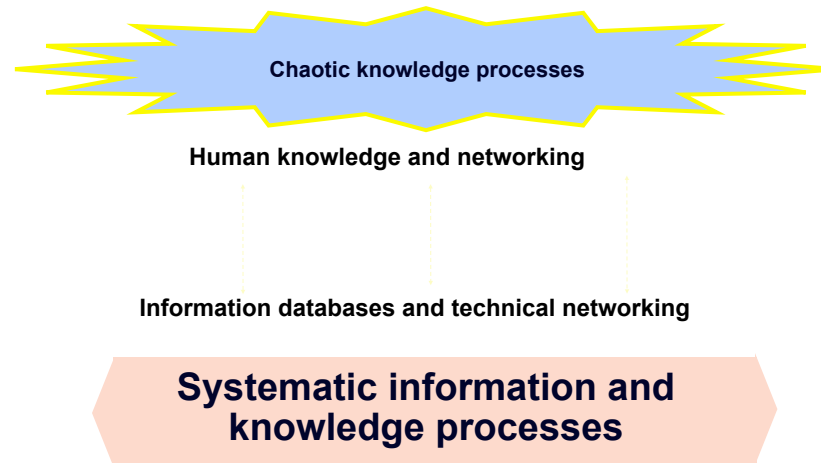 Chaotic knowledge processes
Human knowledge and networking
Information databases and technical networking
Systematic information and
knowledge processes